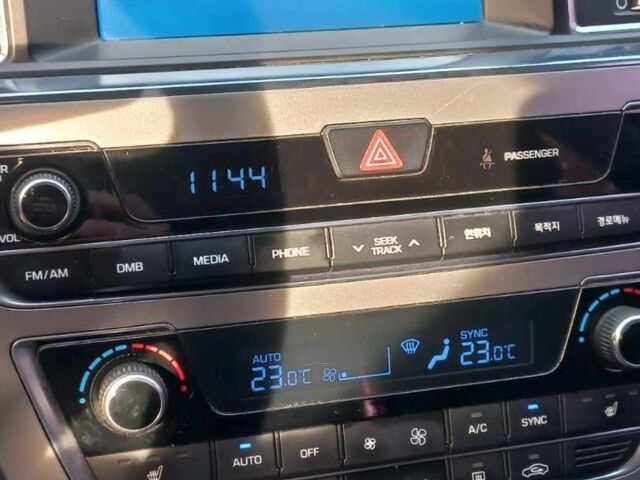 11:44
PASSENGER
VOL
FM/AM DMB MEDIA PHONE SEEK TRACK 현위치 목적지 경로메뉴
AUTO
23.0°C
SYNC
23.0°C
AUTO OFF A/C SYNC